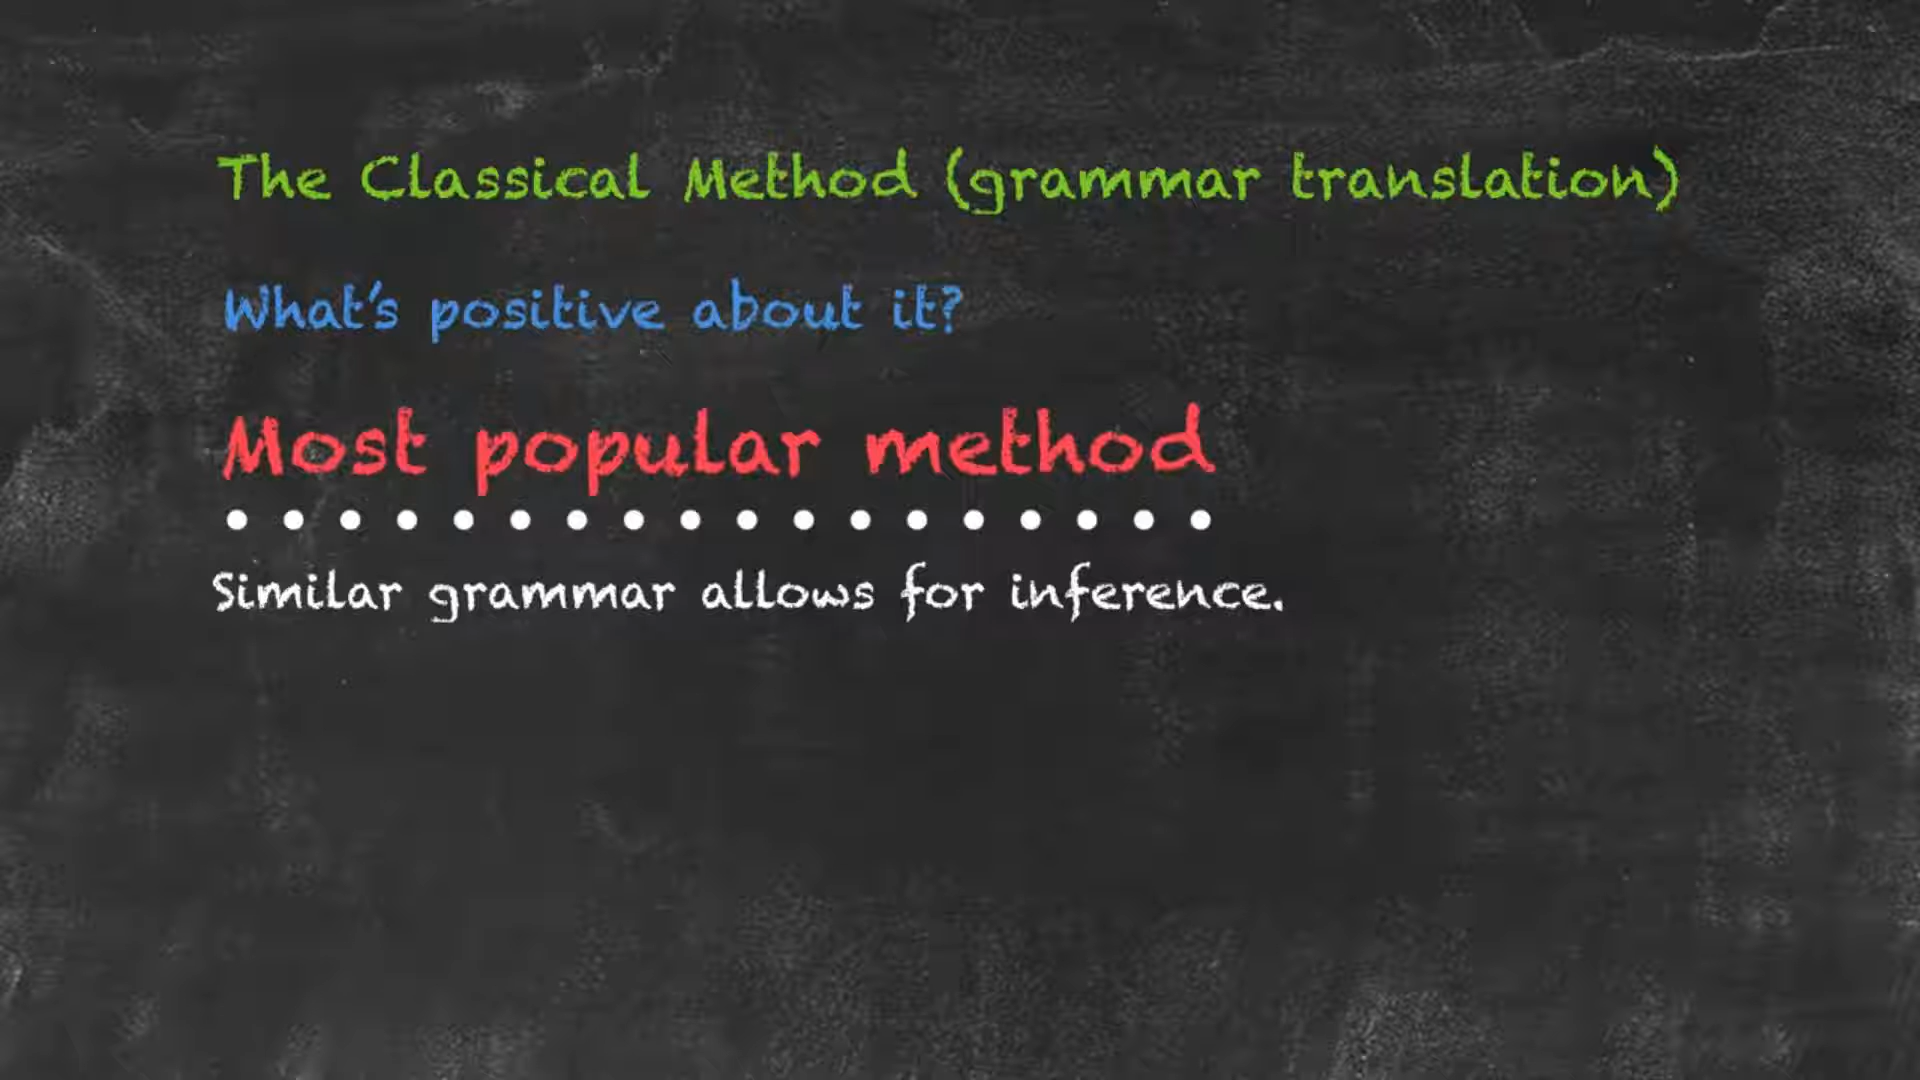 The Classical Method (grammar translation)
What's positive about it?
Most popular method
Similar grammar allows for inference.